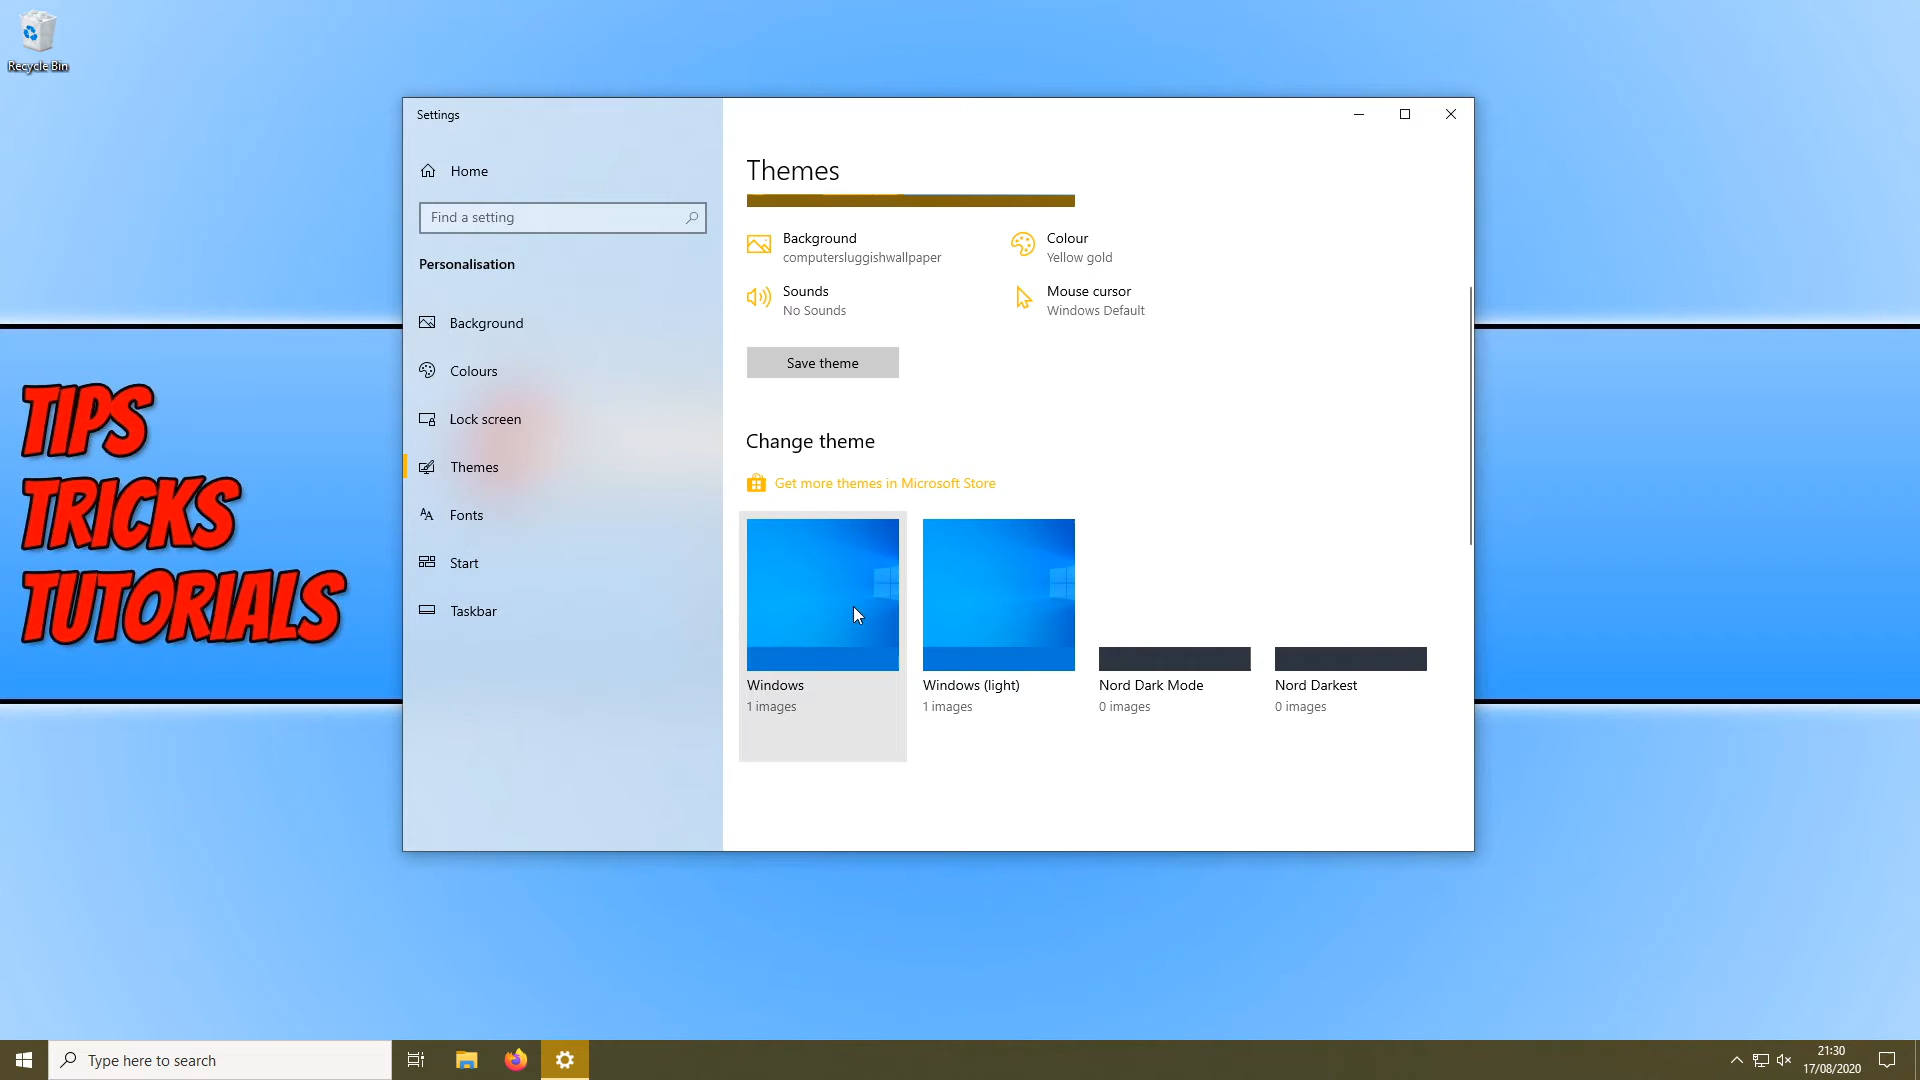 Recycle Bin
TIPS
TRICKS
TUTORIALS
Settings
Home
Find a setting
Personalisation
Background
Colours
Lock screen
Themes
Fonts
Start
Taskbar
Themes
Background
computersluggishwallpaper
Colour
Yellow gold
Sounds
No Sounds
Mouse cursor
Windows Default
Save theme
Change theme
Get more themes in Microsoft Store
Windows
1 images
Windows (light)
1 images
Nord Dark Mode
0 images
Nord Darkest
0 images
Type here to search
21:30
17/08/2020